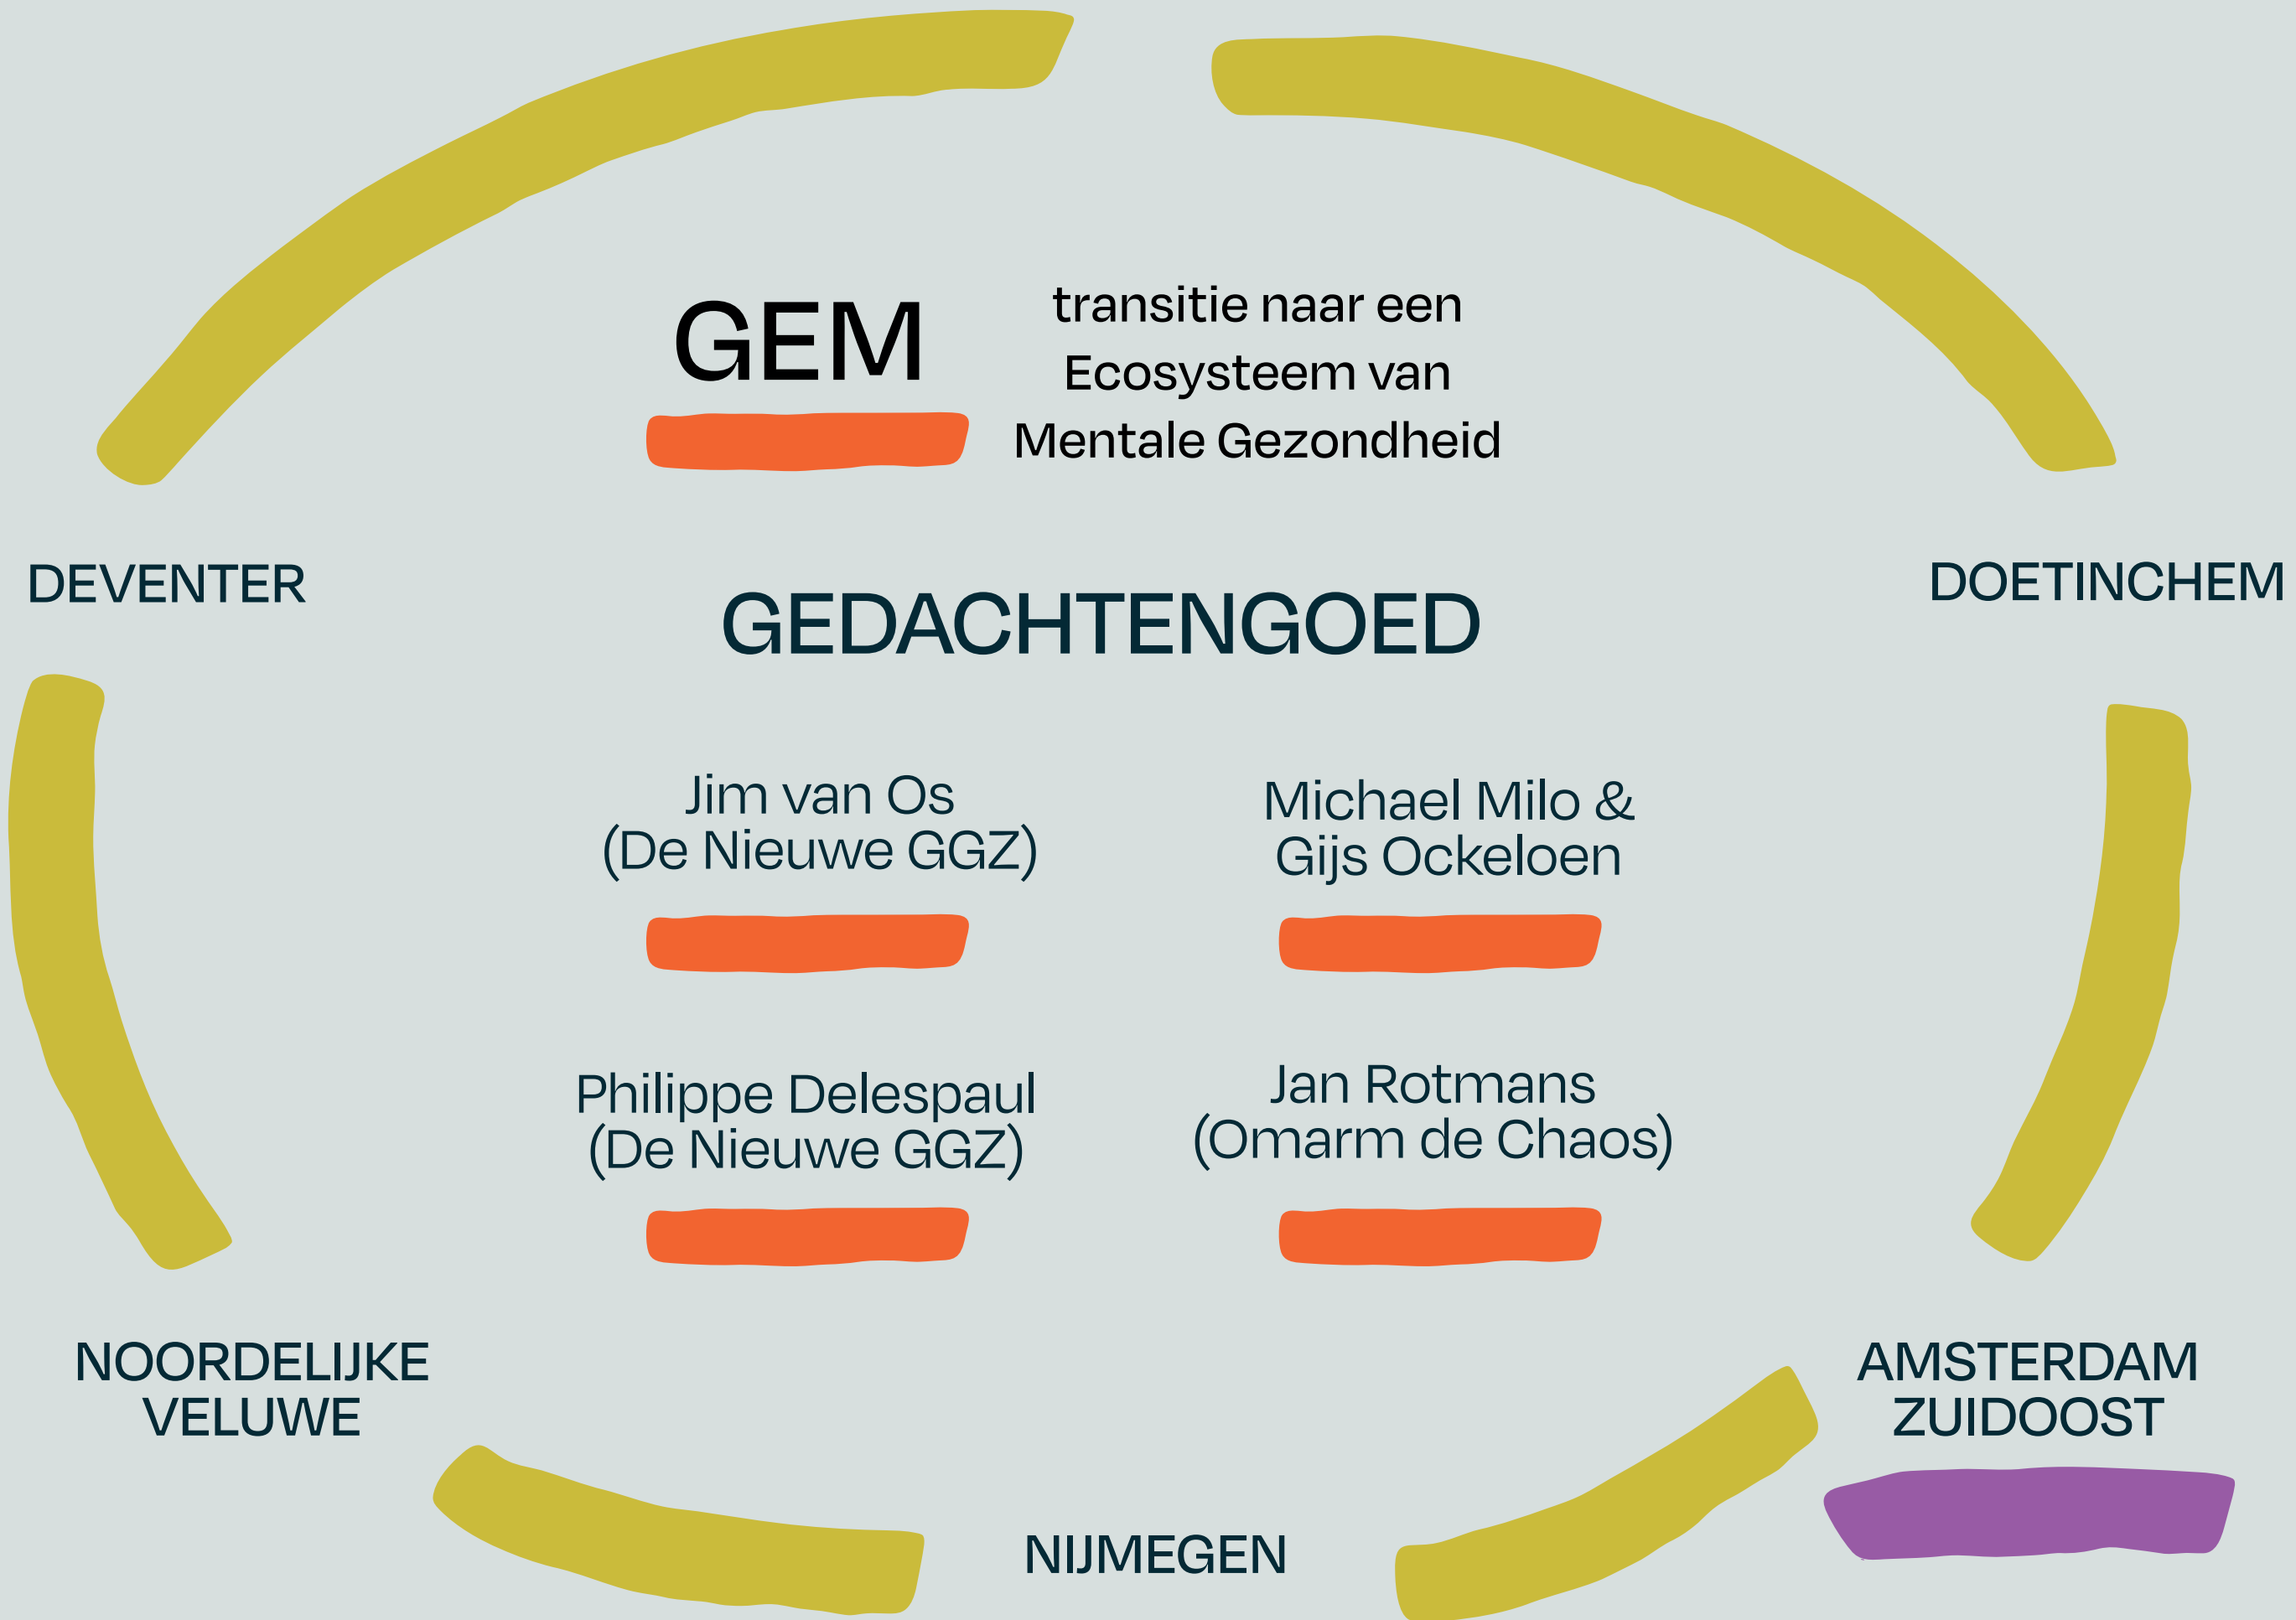 GEM
transitie naar een
Ecosysteem van
Mentale Gezondheid
DEVENTER
DOETINCHEM
GEDACHTENGOED
Jim van Os
(De Nieuwe GGZ)
Michael Milo &
Gijs Ockeloen
Philippe Delespaul
(De Nieuwe GGZ)
Jan Rotmans
(Omarm de Chaos)
NOORDELIJKE
VELUWE
AMSTERDAM
ZUIDOOST
NIJMEGEN